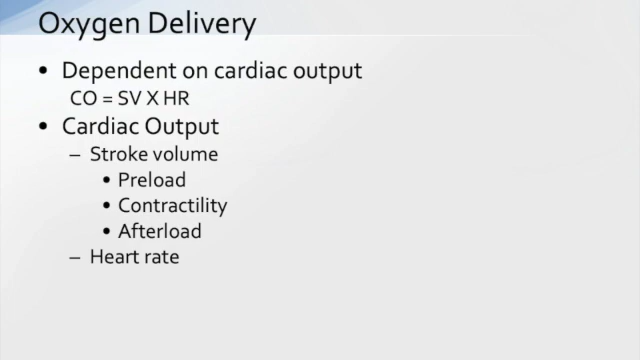 Oxygen Delivery
• Dependent on cardiac output
CO = SV X HR
• Cardiac Output
– Stroke volume
• Preload
• Contractility
• Afterload
– Heart rate